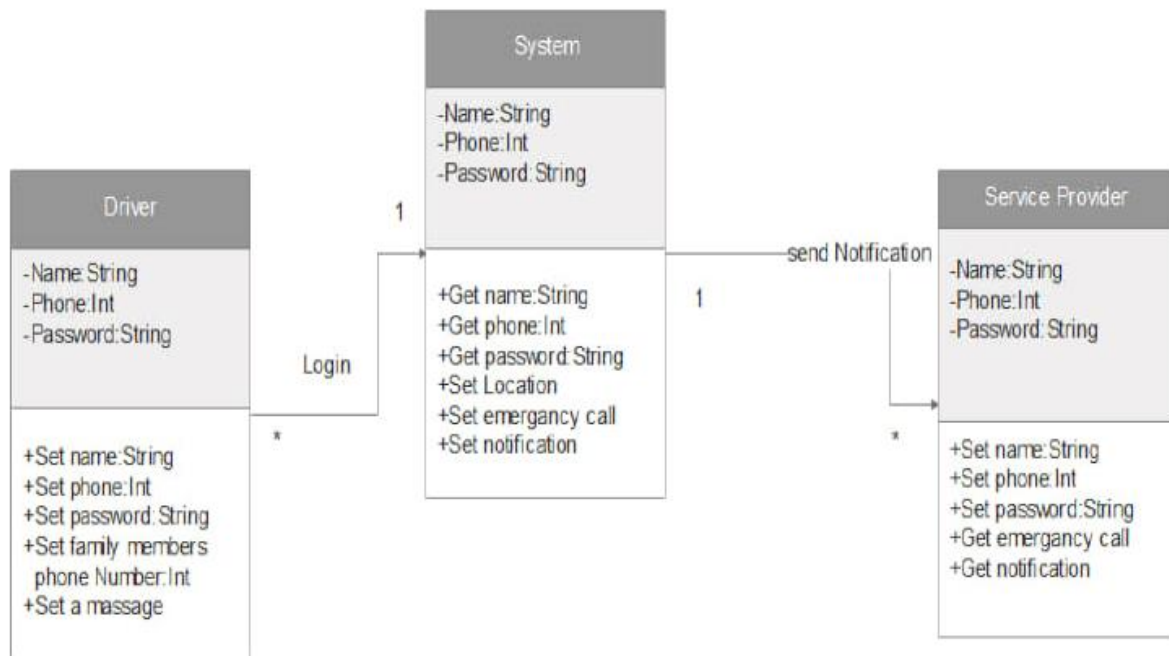 Driver
-Name:String
-Phone:Int
-Password:String
+Set name:String
+Set phone:Int
+Set password:String
+Set family members
phone Number:Int
+Set a massage
Login
*
1
System
-Name:String
-Phone:Int
-Password:String
+Get name:String
+Get phone:Int
+Get password:String
+Set Location
+Set emergancy call
+Set notification
send Notification
1
*
Service Provider
-Name:String
-Phone:Int
-Password:String
+Set name:String
+Set phone:Int
+Set password:String
+Get emergancy call
+Get notification